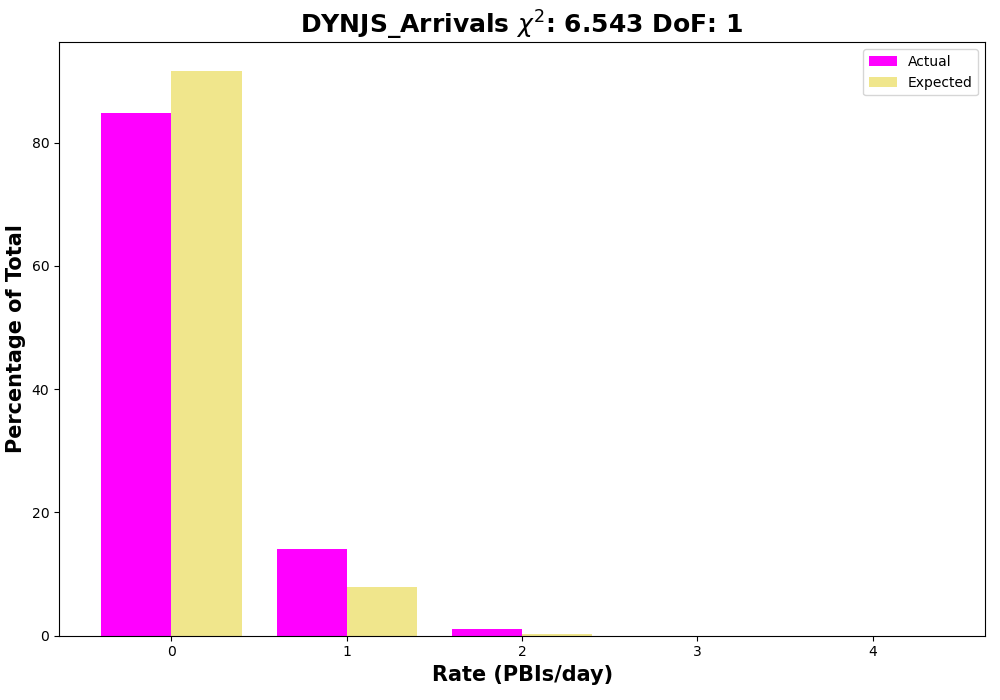 DYNJS_Arrivals χ²: 6.543 DoF: 1
Actual
Expected
Percentage of Total
80
60
40
20
0
0 1 2 3 4
Rate (PBIs/day)